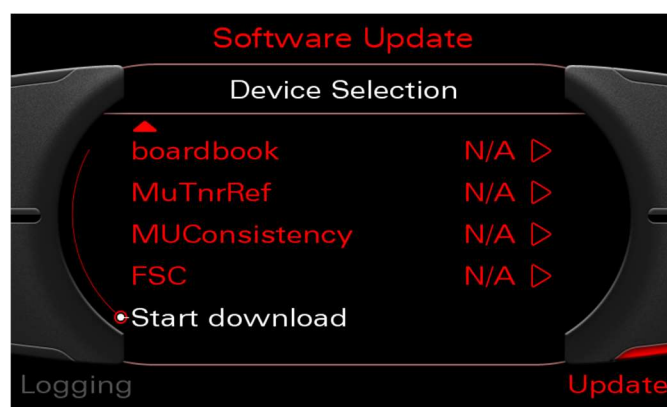 Software Update
Device Selection
boardbook N/A
MuTnrRef N/A
MUConsistency N/A
FSC N/A
Start download
Logging Update